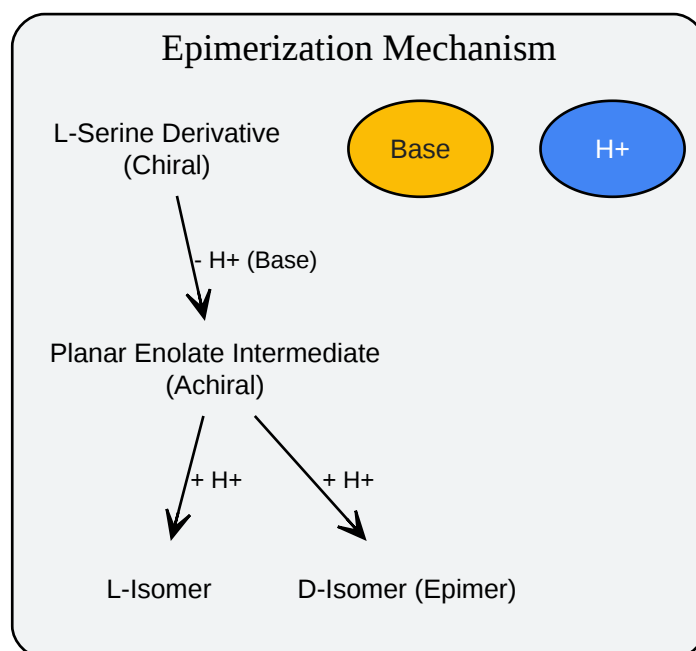 Epimerization Mechanism
L-Serine Derivative
(Chiral)
Base
H+
- H+ (Base)
Planar Enolate Intermediate
(Achiral)
+ H+
+ H+
L-Isomer
D-Isomer (Epimer)